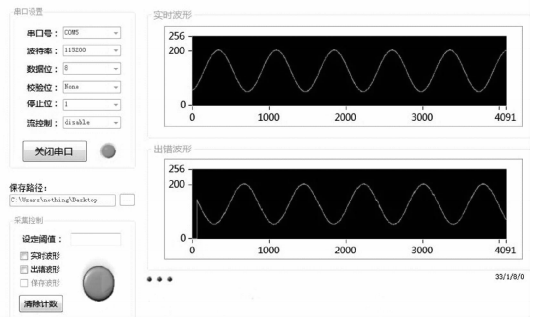 串口设置
串口号： COM5
波特率： 115200
数据位： 8
校验位： None
停止位： 1
流控制： disable
关闭串口
保存路径：
C:\Users\nothing\Desktop
采集控制
设定阈值：
实时波形
出错波形
保存波形
清除计数
实时波形
256
200
0
0 1000 2000 3000 4091
出错波形
256
200
0
0 1000 2000 3000 4091
33/1/8/0